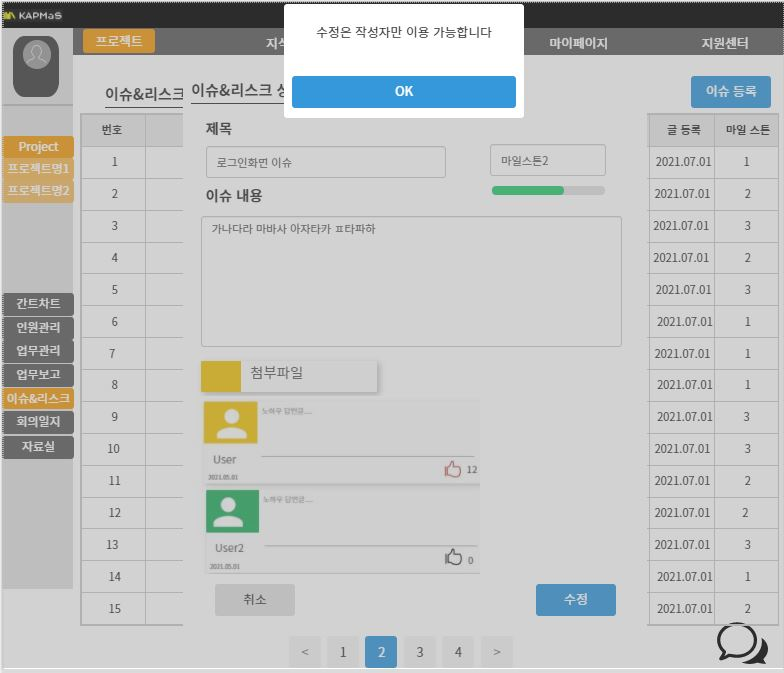 KAPMaS
수정은 작성자만 이용 가능합니다
OK
프로젝트
마이페이지
지원센터
이슈&리스크
이슈&리스크
이슈 등록
Project
프로젝트명1
프로젝트명2
간트차트
인원관리
업무관리
업무보고
이슈&리스크
회의일지
자료실
번호
1
2
3
4
5
6
7
8
9
10
11
12
13
14
15
제목
로그인화면 이슈
마일스톤2
이슈 내용
가나다라 마바사 아자타카 ㅍ타파하
첨부파일
노하우 답변글....
User
2021.05.01
12
노하우 답변글....
User2
2021.05.01
0
취소
수정
글 등록 마일 스톤
2021.07.01 1
2021.07.01 2
2021.07.01 3
2021.07.01 2
2021.07.01 3
2021.07.01 1
2021.07.01 1
2021.07.01 1
2021.07.01 3
2021.07.01 3
2021.07.01 2
2021.07.01 2
2021.07.01 3
2021.07.01 1
2021.07.01 2
< 1 2 3 4 >